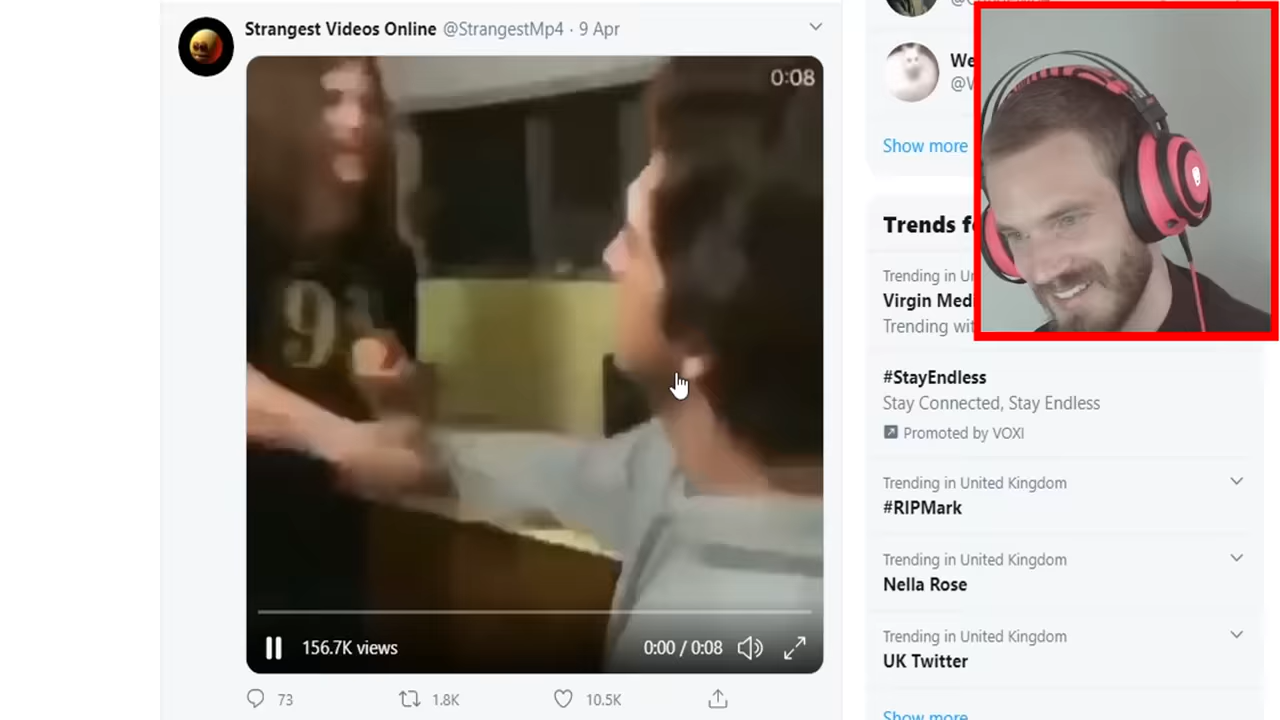 Strangest Videos Online @StrangestMp4 · 9 Apr
0:08
9
156.7K views
0:00 / 0:08
73
1.8K
10.5K
We
Show more
Trends f
Trending in Un
Virgin Med
Trending wit
#StayEndless
Stay Connected, Stay Endless
Promoted by VOXI
Trending in United Kingdom
#RIPMark
Trending in United Kingdom
Nella Rose
Trending in United Kingdom
UK Twitter
Show more